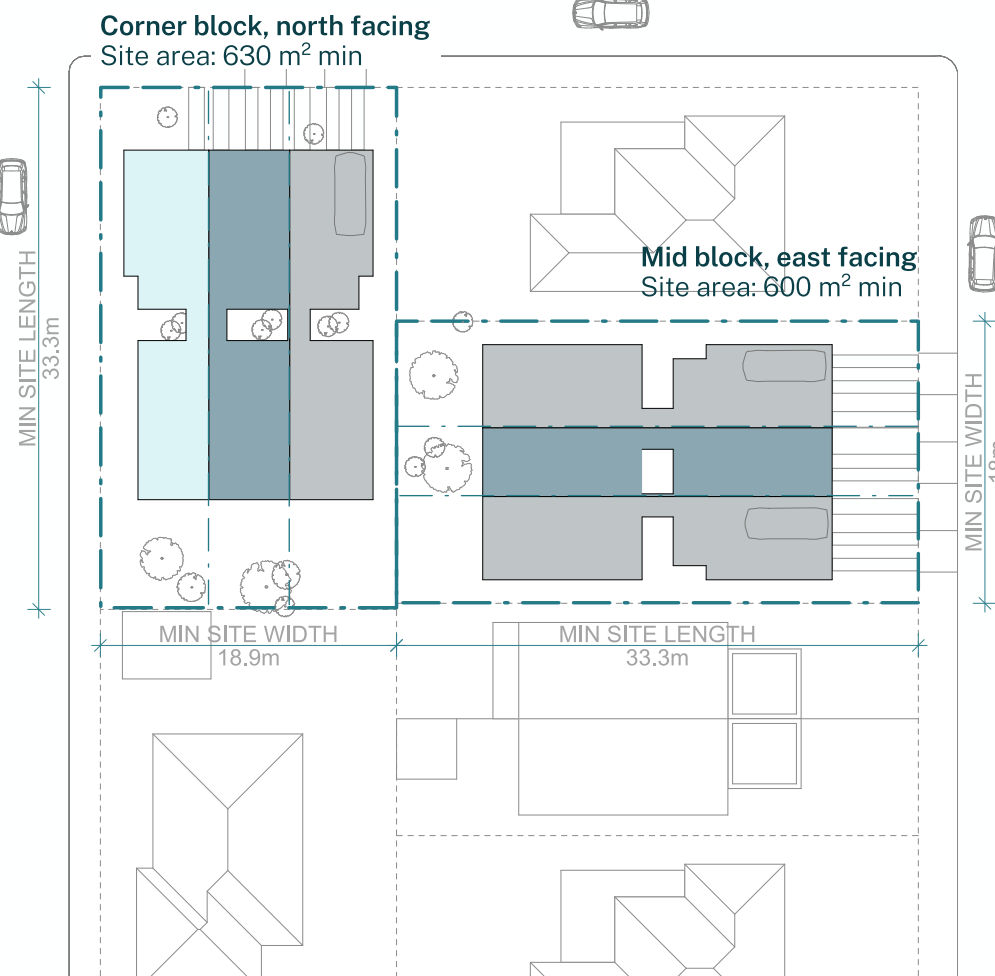 Corner block, north facing
Site area: 630 m² min
MIN SITE LENGTH
33.3m
Mid block, east facing
Site area: 600 m² min
MIN SITE WIDTH
MIN SITE WIDTH
18.9m
MIN SITE LENGTH
33.3m